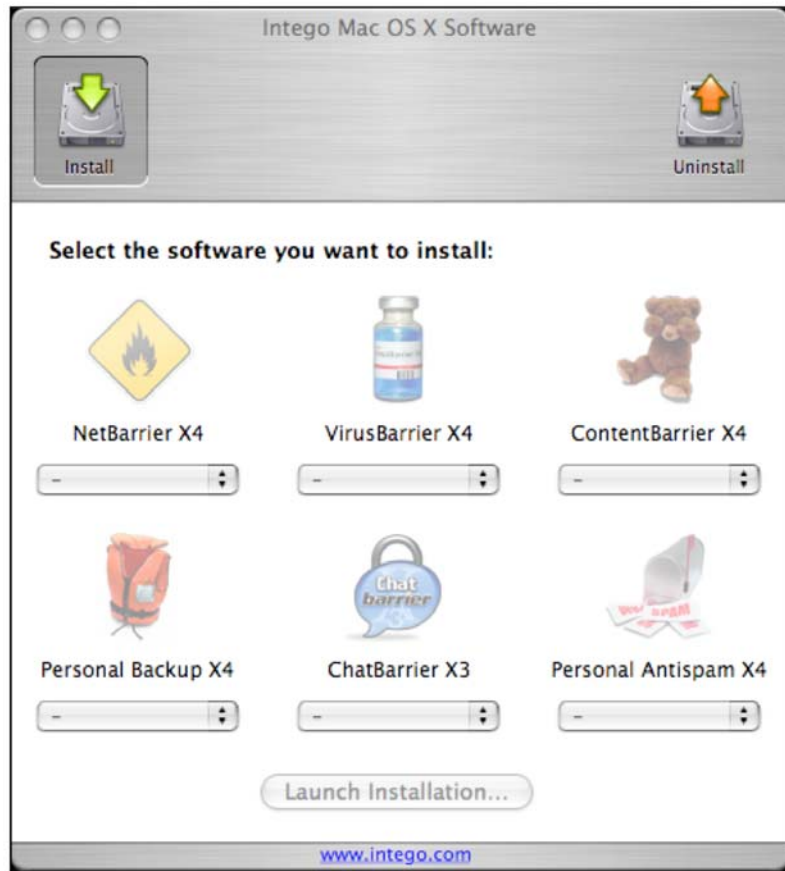 Intego Mac OS X Software
Install
Uninstall
Select the software you want to install:
NetBarrier X4
VirusBarrier X4
ContentBarrier X4
-
-
-
Chat
barrier
SPAM
Personal Backup X4
ChatBarrier X3
Personal Antispam X4
-
-
-
Launch Installation...
www.intego.com